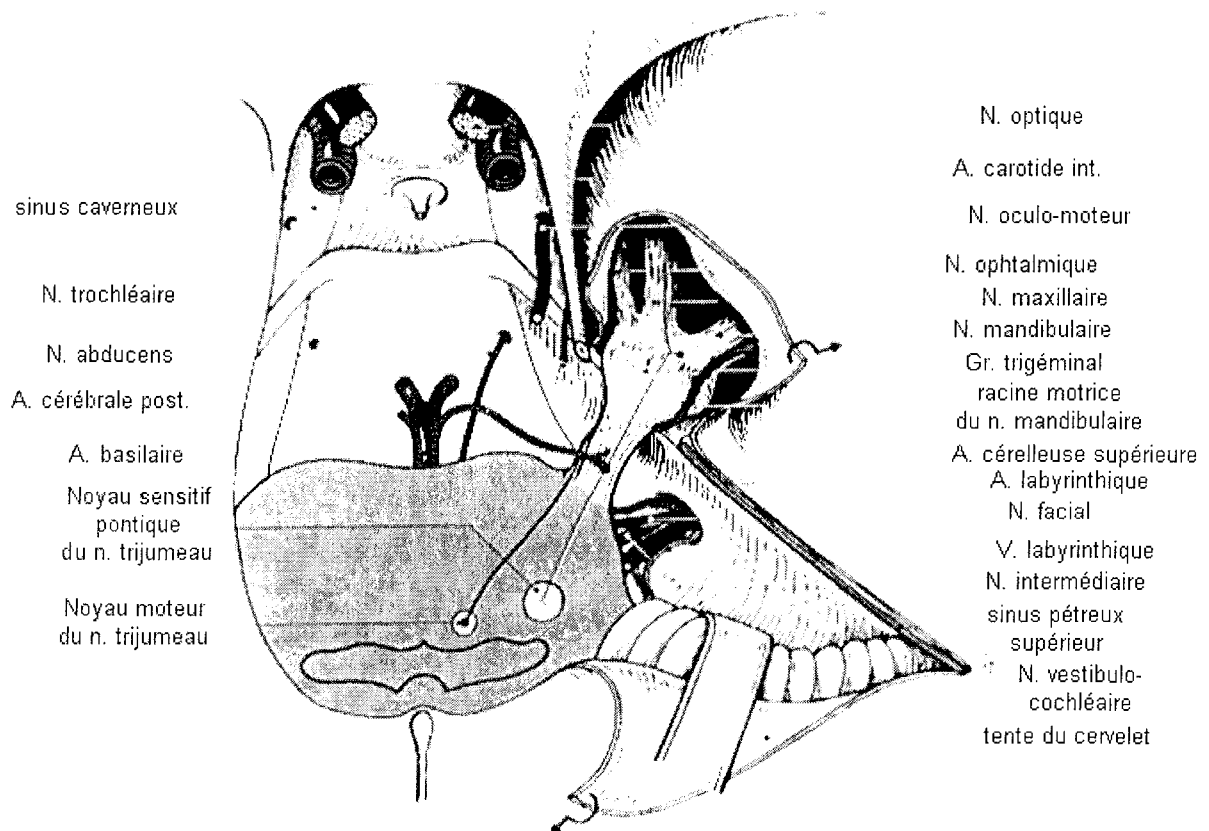 sinus caverneux
N. trochléaire
N. abducens
A. cérébrale post.
A. basilaire
Noyau sensitif
pontique
du n. trijumeau
Noyau moteur
du n. trijumeau
N. optique
A. carotide int.
N. oculo-moteur
N. ophtalmique
N. maxillaire
N. mandibulaire
Gr. trigéminal
racine motrice
du n. mandibulaire
A. cérelleuse supérieure
A. labyrinthique
N. facial
V. labyrinthique
N. intermédiaire
sinus pétreux
supérieur
N. vestibulo-
cochléaire
tente du cervelet